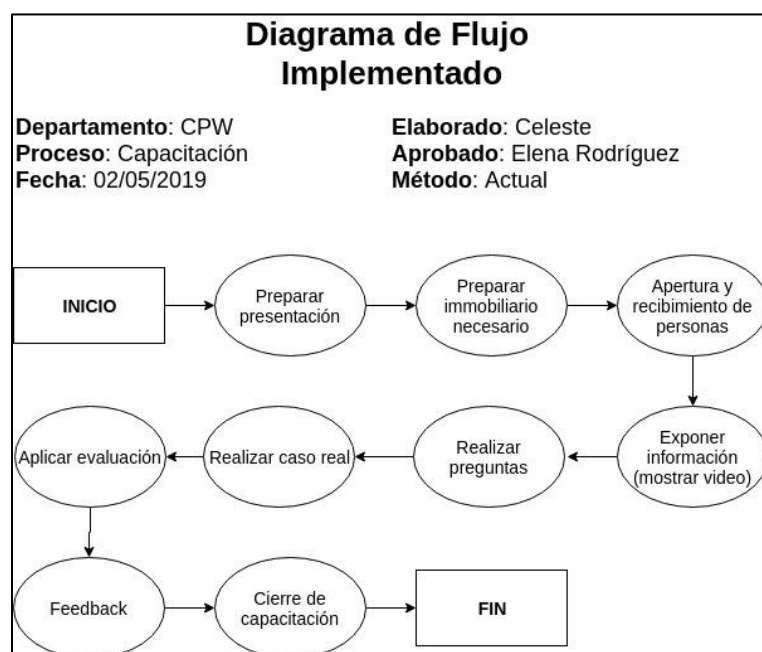 Diagrama de Flujo
Implementado
Departamento: CPW
Proceso: Capacitación
Fecha: 02/05/2019
Elaborado: Celeste
Aprobado: Elena Rodríguez
Método: Actual
INICIO
Preparar
presentación
Preparar
immobiliario
necesario
Apertura y
recibimiento de
personas
Exponer
información
(mostrar video)
Realizar
preguntas
Realizar caso real
Aplicar evaluación
Feedback
Cierre de
capacitación
FIN